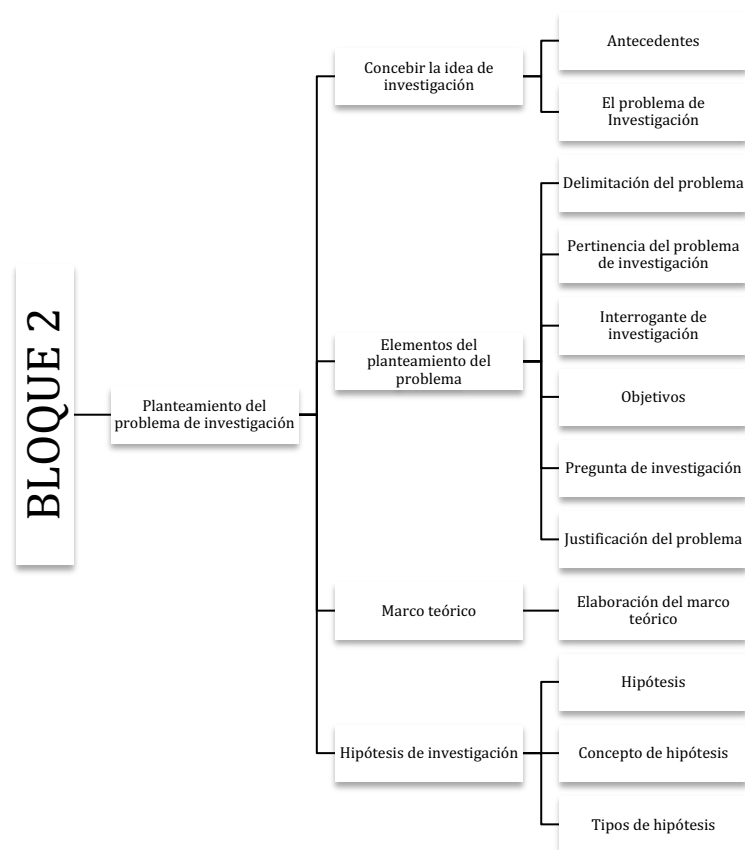 BLOQUE 2
Planteamiento del
problema de investigación
Concebir la idea de
investigación
Antecedentes
El problema de
Investigación
Elementos del
planteamiento del
problema
Delimitación del problema
Pertinencia del problema
de investigación
Interrogante de
investigación
Objetivos
Pregunta de investigación
Justificación del problema
Marco teórico
Elaboración del marco
teórico
Hipótesis de investigación
Hipótesis
Concepto de hipótesis
Tipos de hipótesis